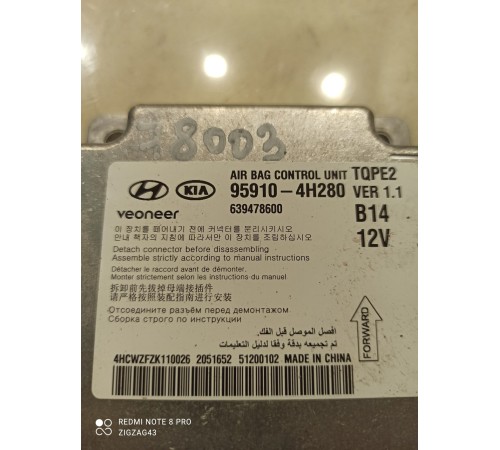 78003
AIR BAG CONTROL UNIT TQPE2
HYUNDAI KIA 95910-4H280 VER 1.1
veoneer 639478600 B14
이 장치를 떼어내기 전에 커넥터를 분리시키시오
안내 책자의 지침에 따라서만 이 장치를 조립하십시오 12V
Detach connector before disassembling
Assemble strictly according to manual instructions
Détacher le raccord avant de démonter.
Monter strictement selon les instructions du manuel
拆卸前先拔掉母端接插件
请严格按照装配指南进行安装
Отсоедините разъём перед демонтажом
Сборка строго по инструкции
أفصل الموصل قبل الفك.
تم تجميعه بدقة وفقا لدليل التعليمات
FORWARD
4HCWZFZK110026 2051652 51200102 MADE IN CHINA
REDMI NOTE 8 PRO
ZIGZAG43